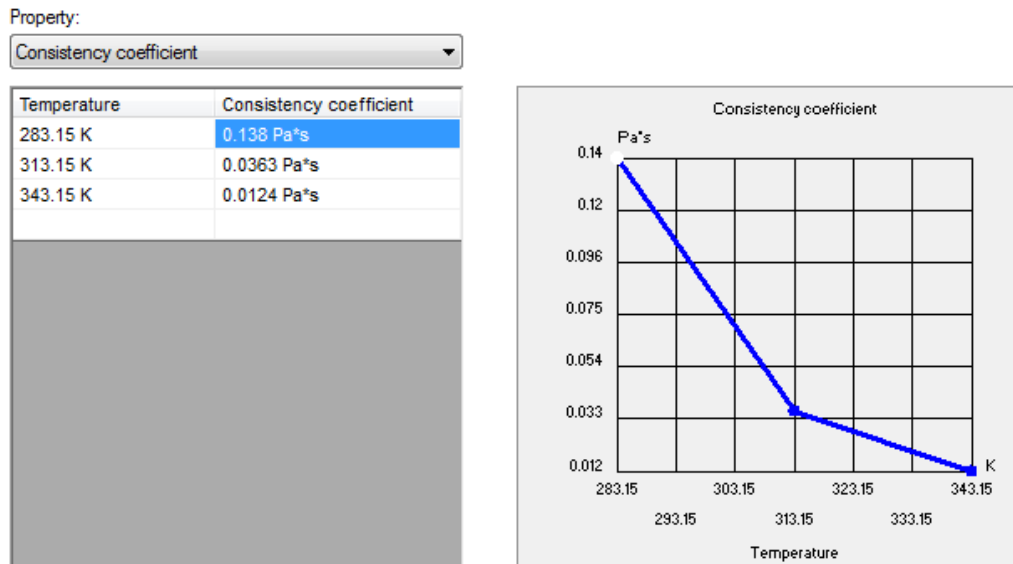 Property:
Consistency coefficient
Temperature Consistency coefficient
283.15 K 0.138 Pa*s
313.15 K 0.0363 Pa*s
343.15 K 0.0124 Pa*s
Consistency coefficient
Pa*s
0.14
0.12
0.096
0.075
0.054
0.033
0.012
K
283.15 303.15 323.15 343.15
293.15 313.15 333.15
Temperature